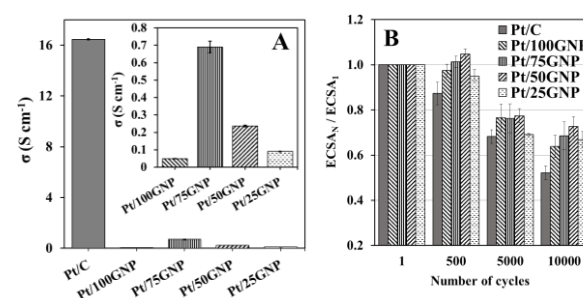 A
σ (S cm⁻¹)
16
12
8
4
0
Pt/C
Pt/100GNP
Pt/75GNP
Pt/50GNP
Pt/25GNP
σ (S cm⁻¹)
0.8
0.7
0.6
0.5
0.4
0.3
0.2
0.1
0
Pt/100GNP
Pt/75GNP
Pt/50GNP
Pt/25GNP
B
Pt/C
Pt/100GNP
Pt/75GNP
Pt/50GNP
Pt/25GNP
ECSA_N / ECSA_1
1.2
1.0
0.8
0.6
0.4
0.2
1
500
5000
10000
Number of cycles